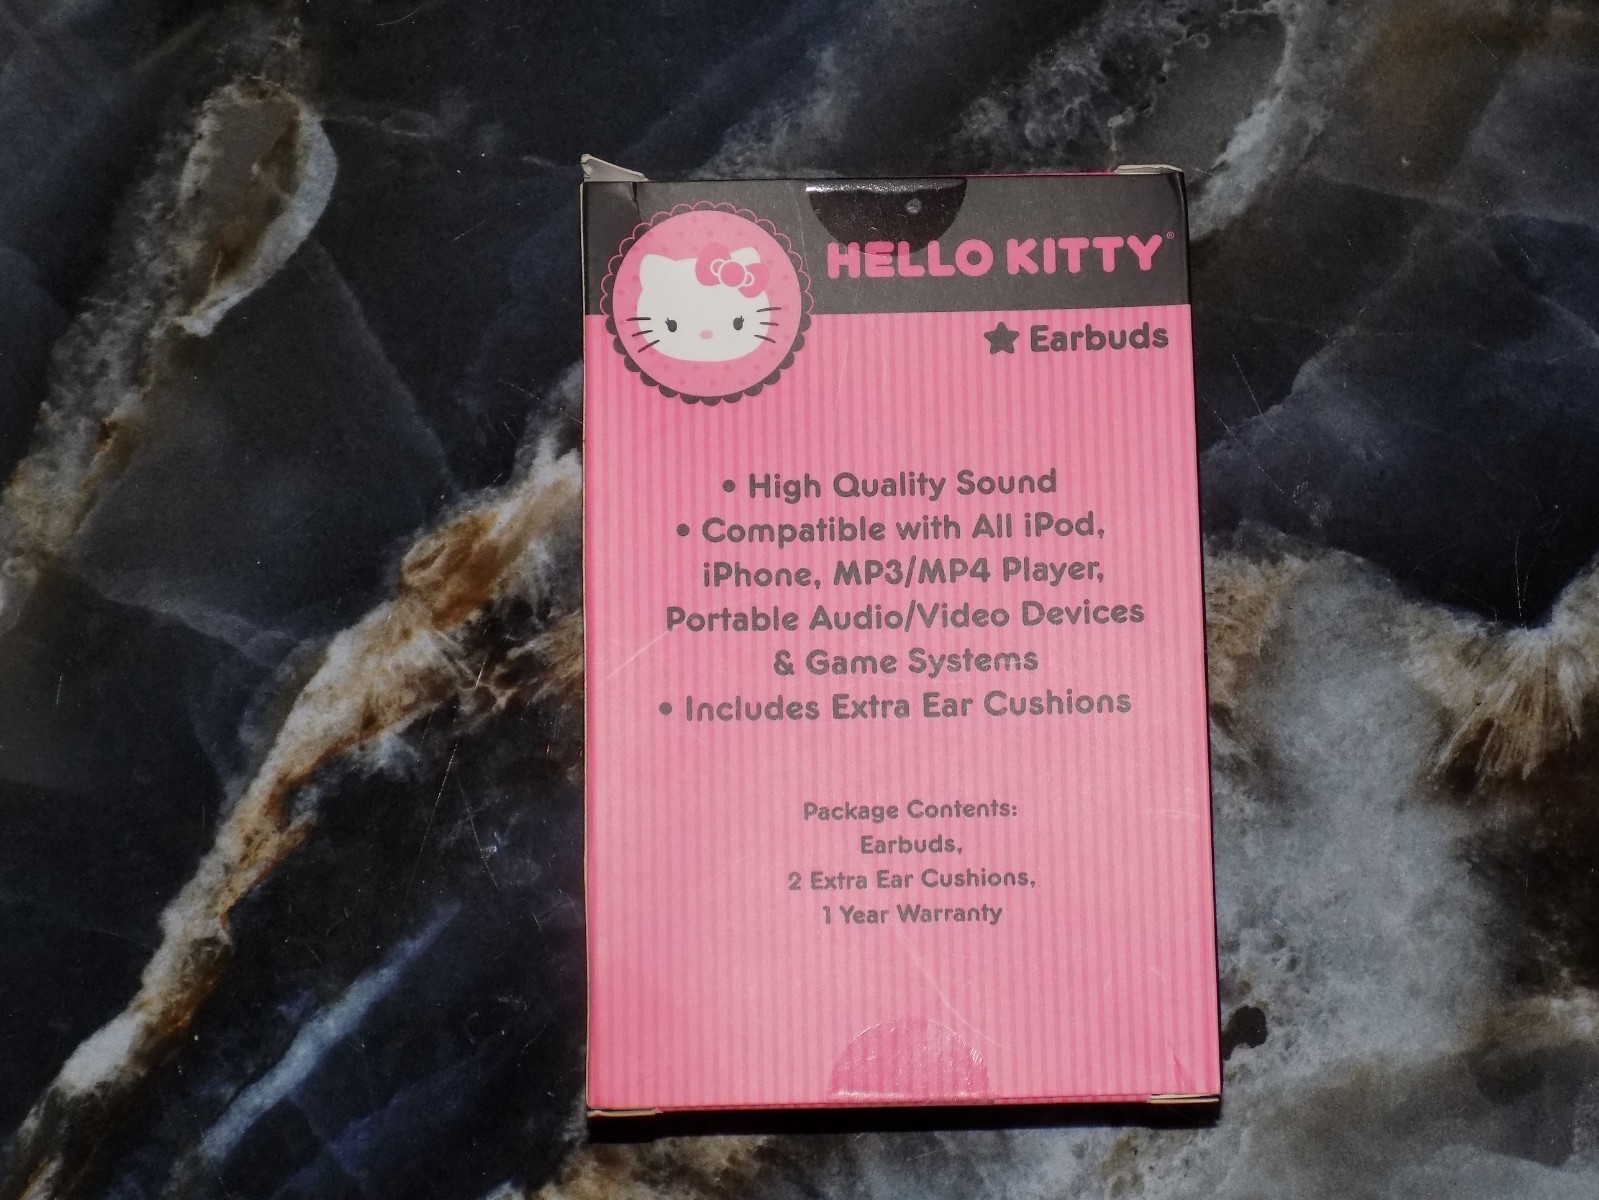 HELLO KITTY®
★ Earbuds
• High Quality Sound
• Compatible with All iPod,
iPhone, MP3/MP4 Player,
Portable Audio/Video Devices
& Game Systems
• Includes Extra Ear Cushions
Package Contents:
Earbuds,
2 Extra Ear Cushions,
1 Year Warranty